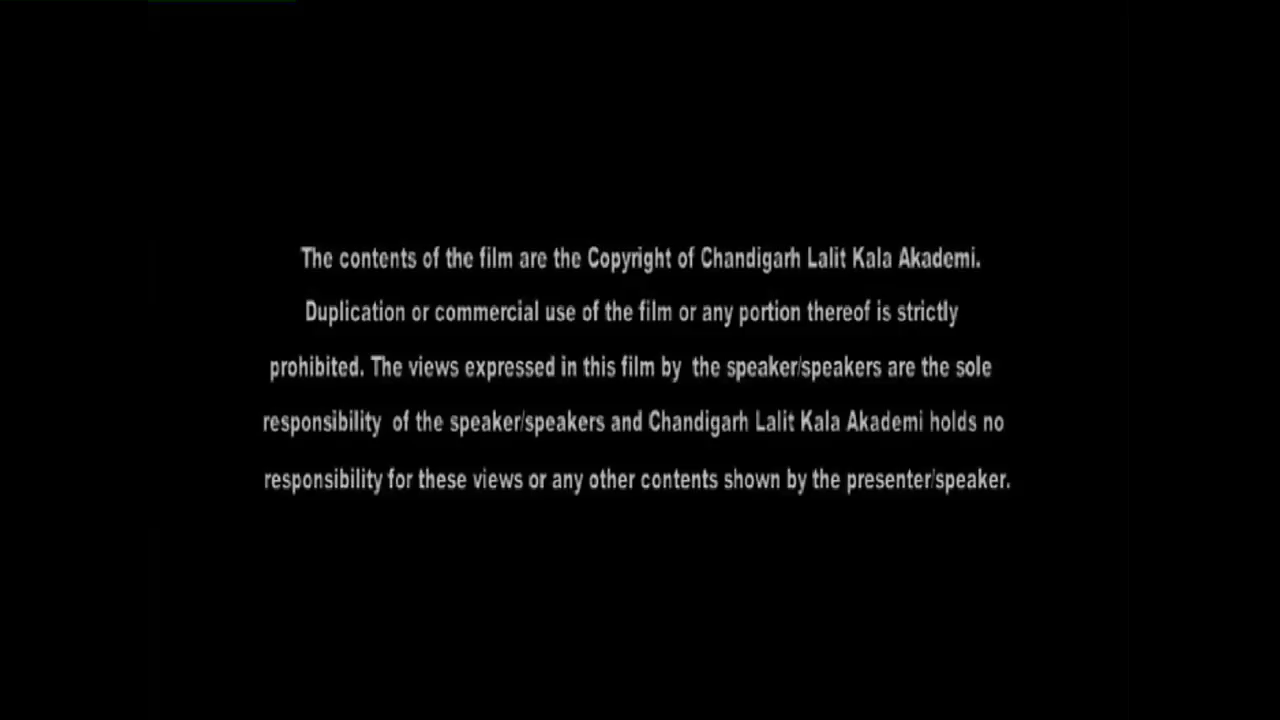 The contents of the film are the Copyright of Chandigarh Lalit Kala Akademi.
Duplication or commercial use of the film or any portion thereof is strictly
prohibited. The views expressed in this film by the speaker/speakers are the sole
responsibility of the speaker/speakers and Chandigarh Lalit Kala Akademi holds no
responsibility for these views or any other contents shown by the presenter/speaker.